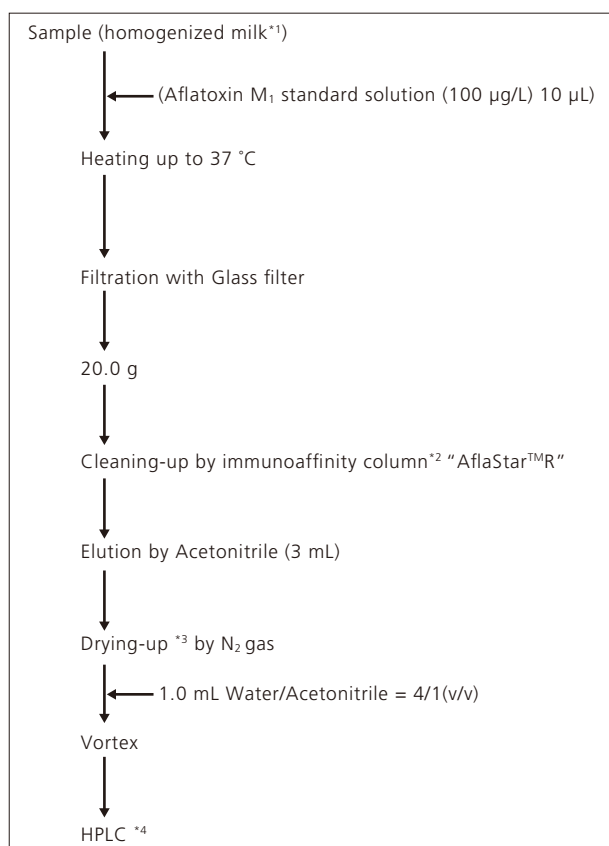 Sample (homogenized milk*1)
(Aflatoxin M1 standard solution (100 µg/L) 10 µL)
Heating up to 37 ˚C
Filtration with Glass filter
20.0 g
Cleaning-up by immunoaffinity column*2 “AflaStar™R”
Elution by Acetonitrile (3 mL)
Drying-up *3 by N2 gas
1.0 mL Water/Acetonitrile = 4/1(v/v)
Vortex
HPLC *4